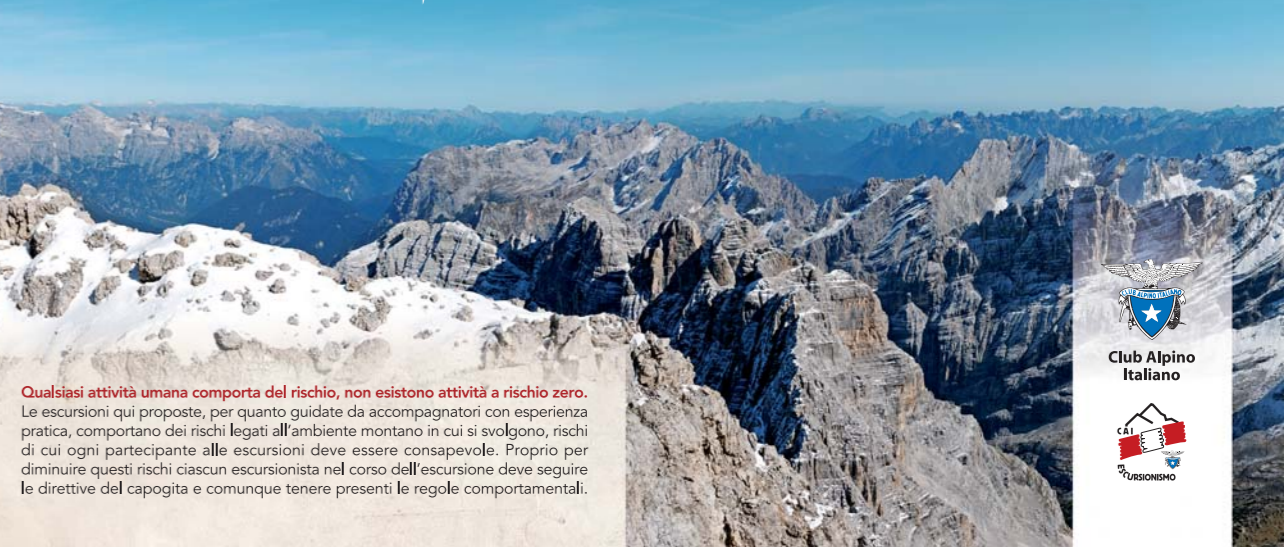 Qualsiasi attività umana comporta del rischio, non esistono attività a rischio zero.
Le escursioni qui proposte, per quanto guidate da accompagnatori con esperienza
pratica, comportano dei rischi legati all'ambiente montano in cui si svolgono, rischi
di cui ogni partecipante alle escursioni deve essere consapevole. Proprio per
diminuire questi rischi ciascun escursionista nel corso dell'escursione deve seguire
le direttive del capogita e comunque tenere presenti le regole comportamentali.
CLUB ALPINO ITALIANO
Club Alpino
Italiano
CAI
ESCURSIONISMO